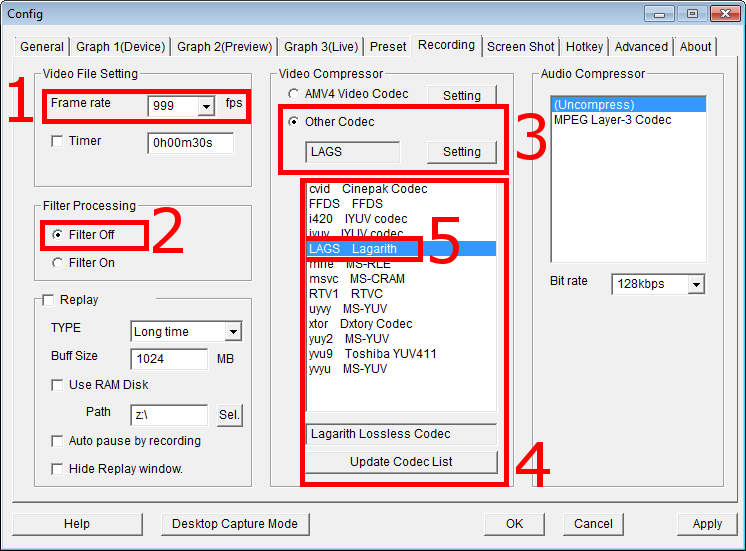 Config
General Graph 1(Device) Graph 2(Preview) Graph 3(Live) Preset Recording Screen Shot Hotkey Advanced About
Video File Setting
1
Frame rate 999 fps
Timer 0h00m30s
Filter Processing
Filter Off
2
Filter On
Replay
TYPE Long time
Buff Size 1024 MB
Use RAM Disk
Path z:\ Sel.
Auto pause by recording
Hide Replay window.
Video Compressor
AMV4 Video Codec Setting
Other Codec
3
LAGS Setting
cvid Cinepak Codec
FFDS FFDS
i420 IYUV codec
iyuv IYUV codec
5
LAGS Lagarith
mrle MS-RLE
msvc MS-CRAM
RTV1 RTVC
uyvy MS-YUV
xtor Dxtory Codec
yuy2 MS-YUV
yvu9 Toshiba YUV411
yvyu MS-YUV
Lagarith Lossless Codec
4
Update Codec List
Audio Compressor
(Uncompress)
MPEG Layer-3 Codec
Bit rate 128kbps
Help Desktop Capture Mode OK Cancel Apply